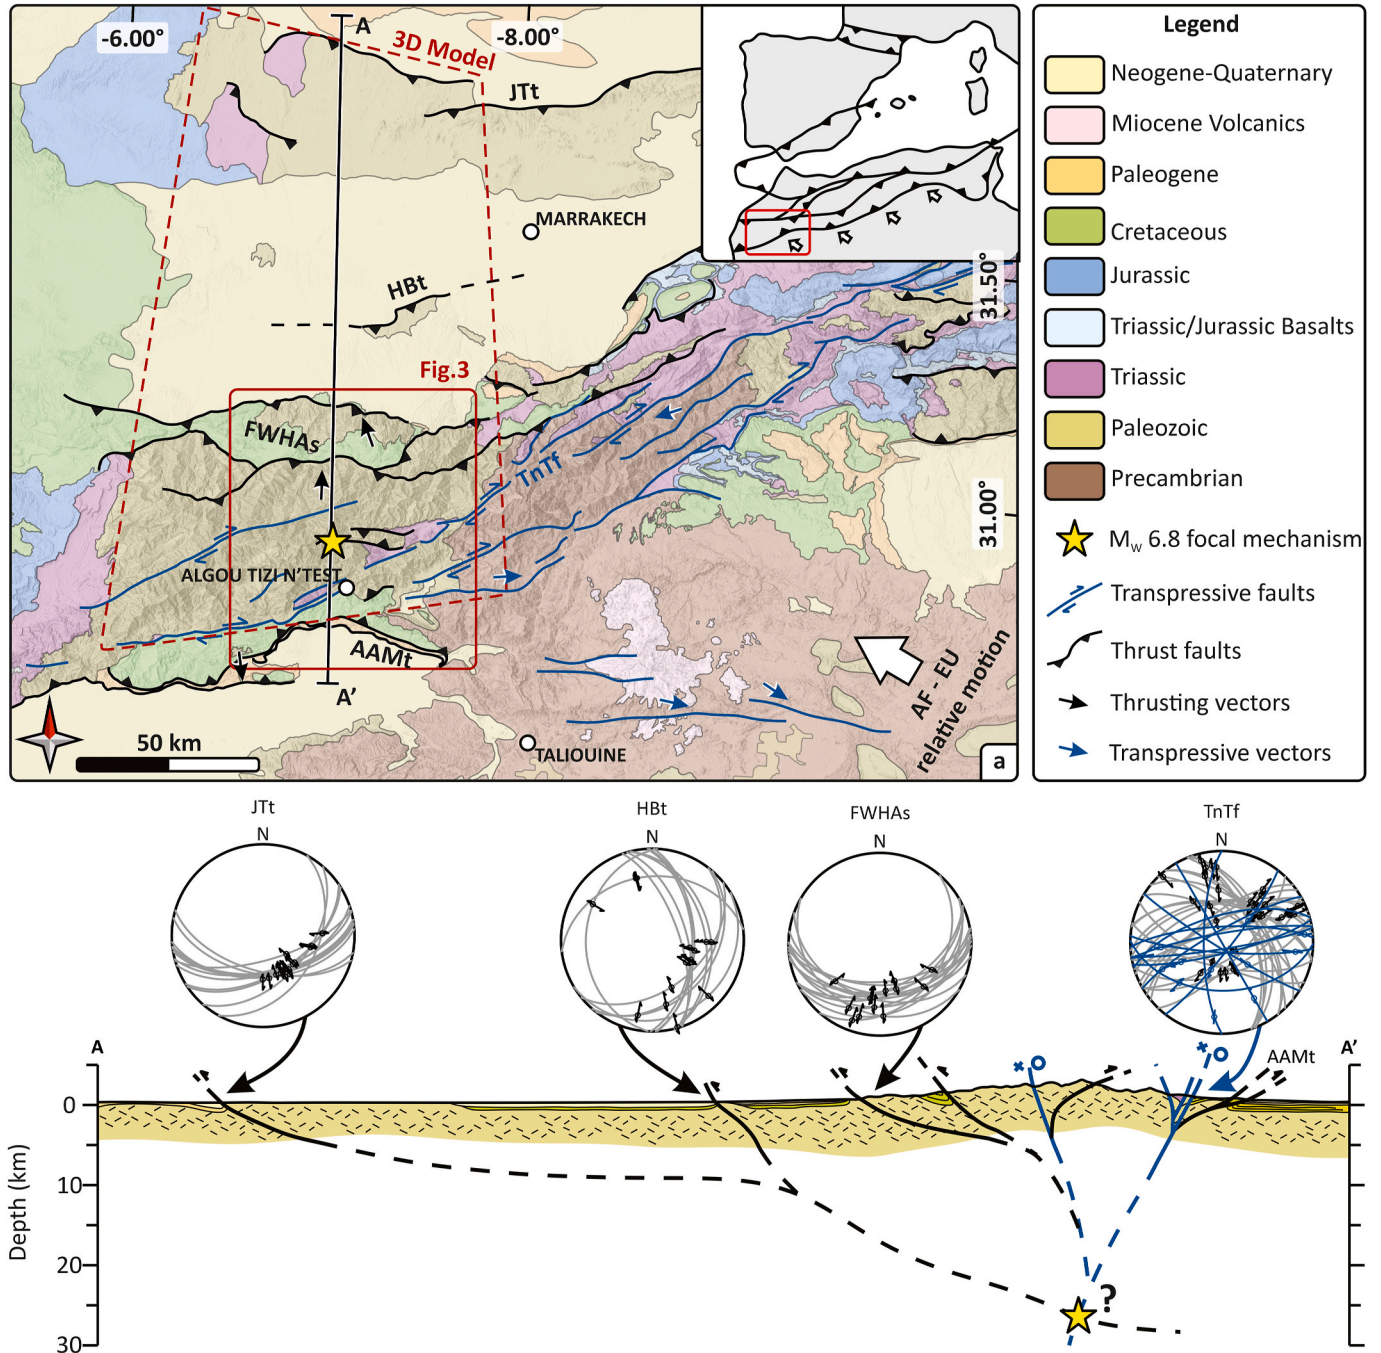 -6.00°
A
-8.00°
3D Model
JTt
MARRAKECH
HBt
31.50°
Fig.3
FWHAs
TnTf
31.00°
ALGOU TIZI N'TEST
AAMt
A'
AF - EU
relative motion
50 km
TALIOUINE
a
Legend
Neogene-Quaternary
Miocene Volcanics
Paleogene
Cretaceous
Jurassic
Triassic/Jurassic Basalts
Triassic
Paleozoic
Precambrian
Mw 6.8 focal mechanism
Transpressive faults
Thrust faults
Thrusting vectors
Transpressive vectors
JTt
N
HBt
N
FWHAs
N
TnTf
N
A
A'
AAMt
0
10
20
30
Depth (km)
?